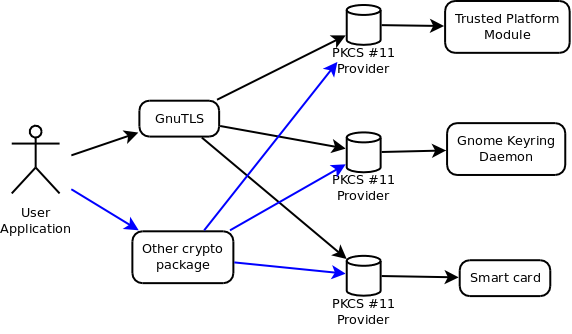 Trusted Platform
Module
PKCS #11
Provider
GnuTLS
Gnome Keyring
Daemon
PKCS #11
Provider
User
Application
Other crypto
package
Smart card
PKCS #11
Provider